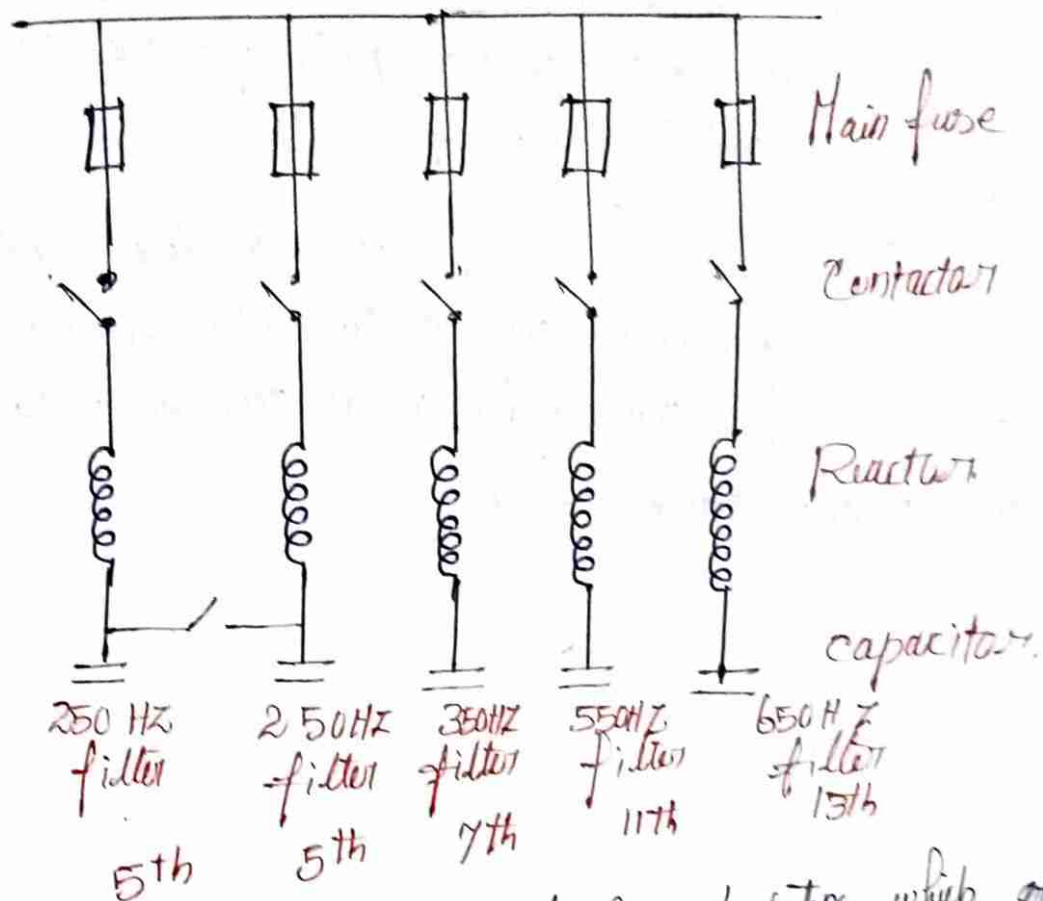 Main fuse
Contactor
Reactor
capacitor.
250 HZ 250HZ 350HZ 550HZ 650HZ
filter filter filter filter filter
5th 5th 7th 11th 13th
which